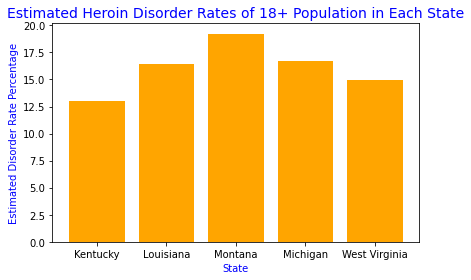 Estimated Heroin Disorder Rates of 18+ Population in Each State
Estimated Disorder Rate Percentage
20.0
17.5
15.0
12.5
10.0
7.5
5.0
2.5
0.0
Kentucky Louisiana Montana Michigan West Virginia
State